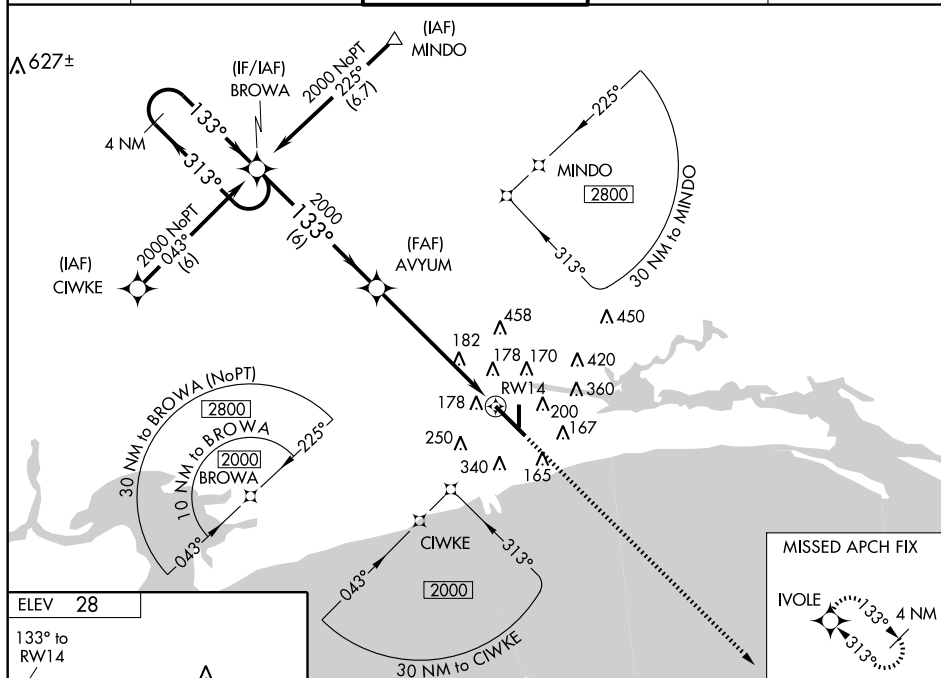 (IAF)
MINDO
627±
(IF/IAF)
BROWA
2000 NoPT
225°
(6.7)
133°
4 NM
313°
225°
MINDO
2800
2000
133°
(6)
2000 NoPT
043°
(6)
(FAF)
AVYUM
313°
30 NM to MINDO
(IAF)
CIWKE
458
450
182
178
170
420
RW14
360
30 NM to BROWA (NoPT)
2800
178
200
10 NM to BROWA
225°
167
2000
250
BROWA
340
165
043°
CIWKE
313°
MISSED APCH FIX
043°
2000
IVOLE
133°
4 NM
313°
ELEV 28
133° to
RW14
30 NM to CIWKE